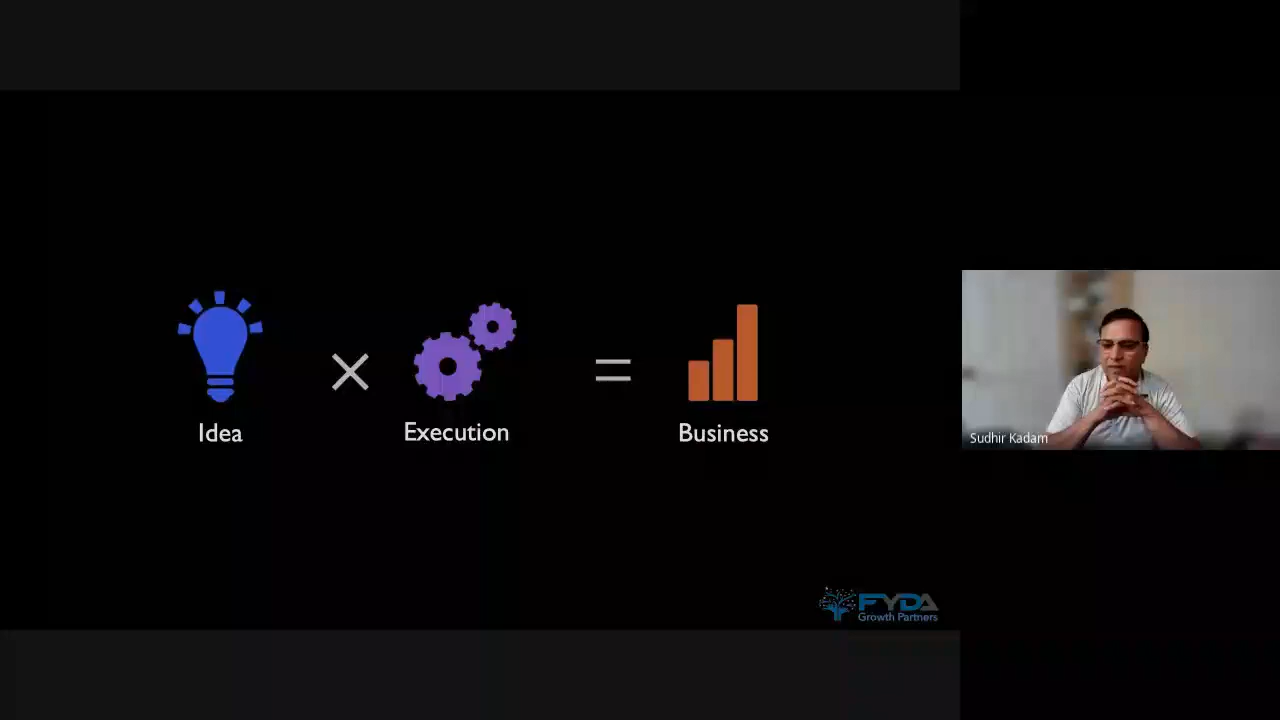 Idea
×
Execution
=
Business
Sudhir Kadam
FYDA
Growth Partners